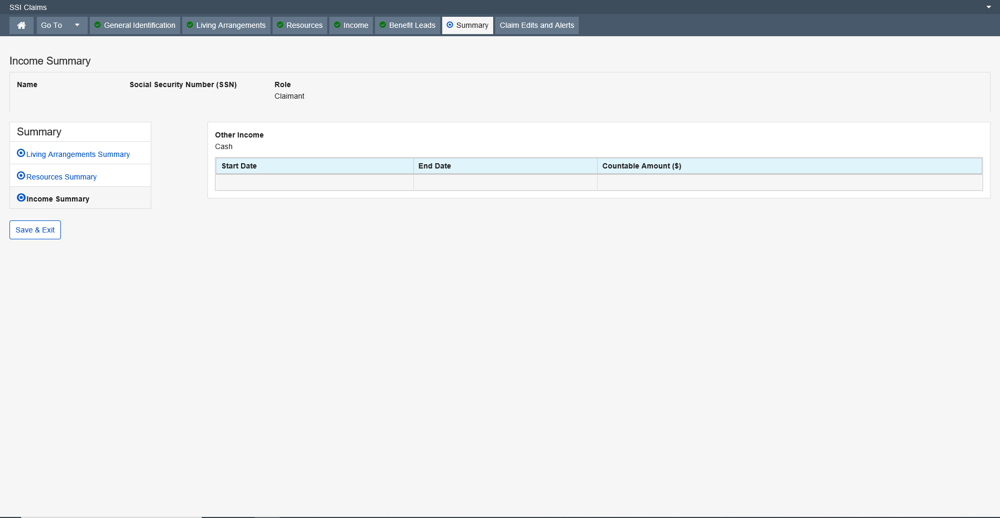 SSI Claims
Go To
General Identification
Living Arrangements
Resources
Income
Benefit Leads
Summary
Claim Edits and Alerts
Income Summary
Name
Social Security Number (SSN)
Role
Claimant
Summary
Living Arrangements Summary
Resources Summary
Income Summary
Save & Exit
Other Income
Cash
Start Date
End Date
Countable Amount ($)